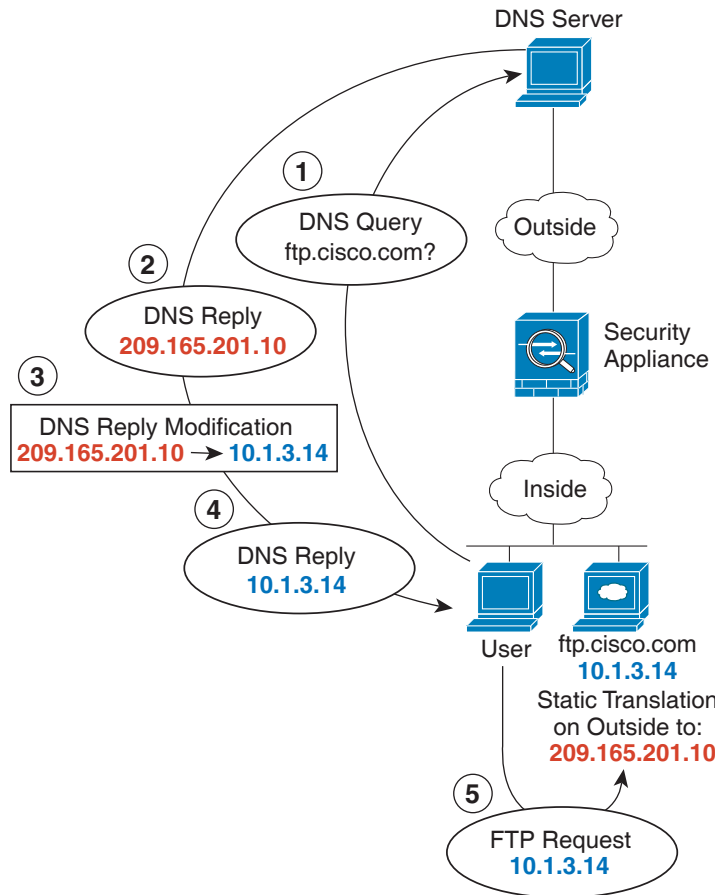 DNS Server
1
DNS Query
ftp.cisco.com?
Outside
2
DNS Reply
209.165.201.10
Security
Appliance
3
DNS Reply Modification
209.165.201.10 → 10.1.3.14
Inside
4
DNS Reply
10.1.3.14
User
ftp.cisco.com
10.1.3.14
Static Translation
on Outside to:
209.165.201.10
5
FTP Request
10.1.3.14